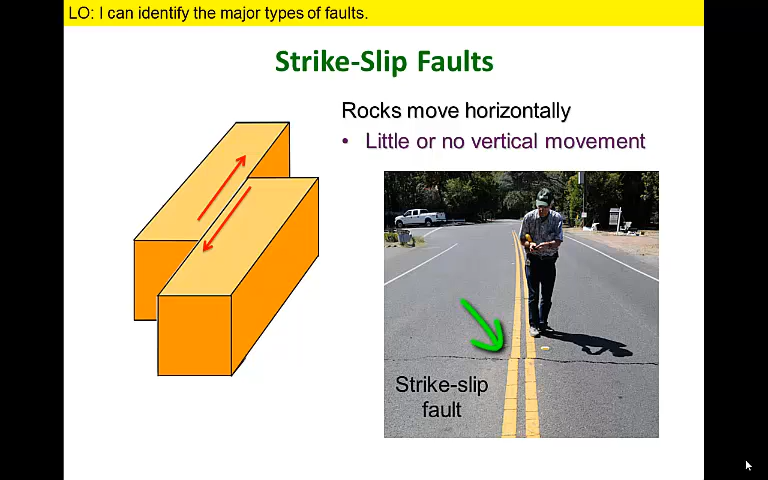 LO: I can identify the major types of faults.
Strike-Slip Faults
Rocks move horizontally
• Little or no vertical movement
Strike-slip
fault